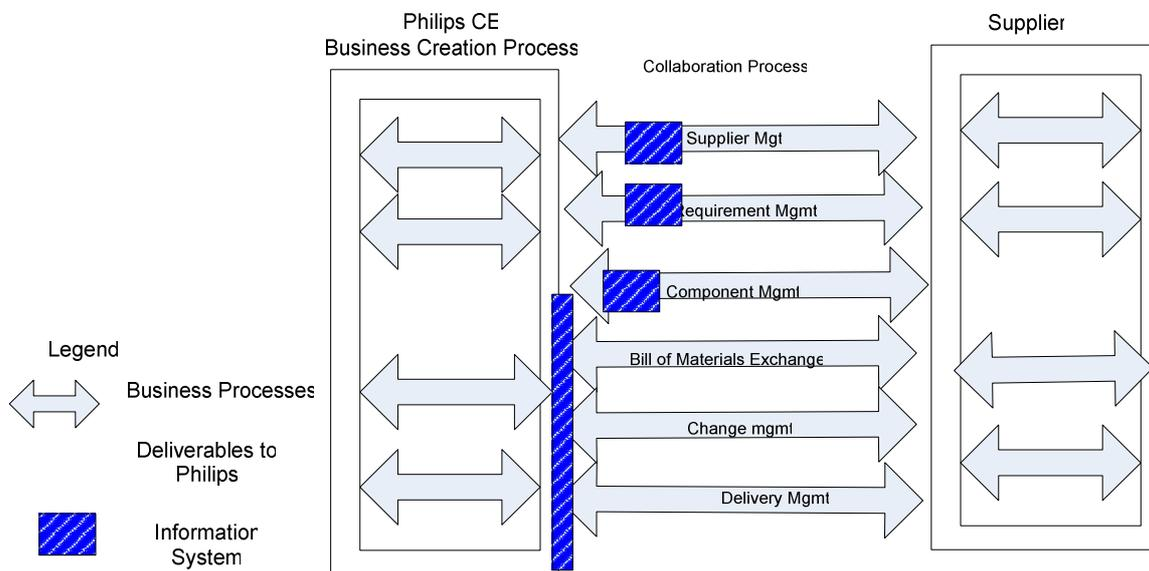 Philips CE
Business Creation Process
Supplier
Collaboration Process
Supplier Mgt
Requirement Mgmt
Component Mgmt
Bill of Materials Exchange
Change mgmt
Delivery Mgmt
Legend
Business Processes
Deliverables to
Philips
Information
System